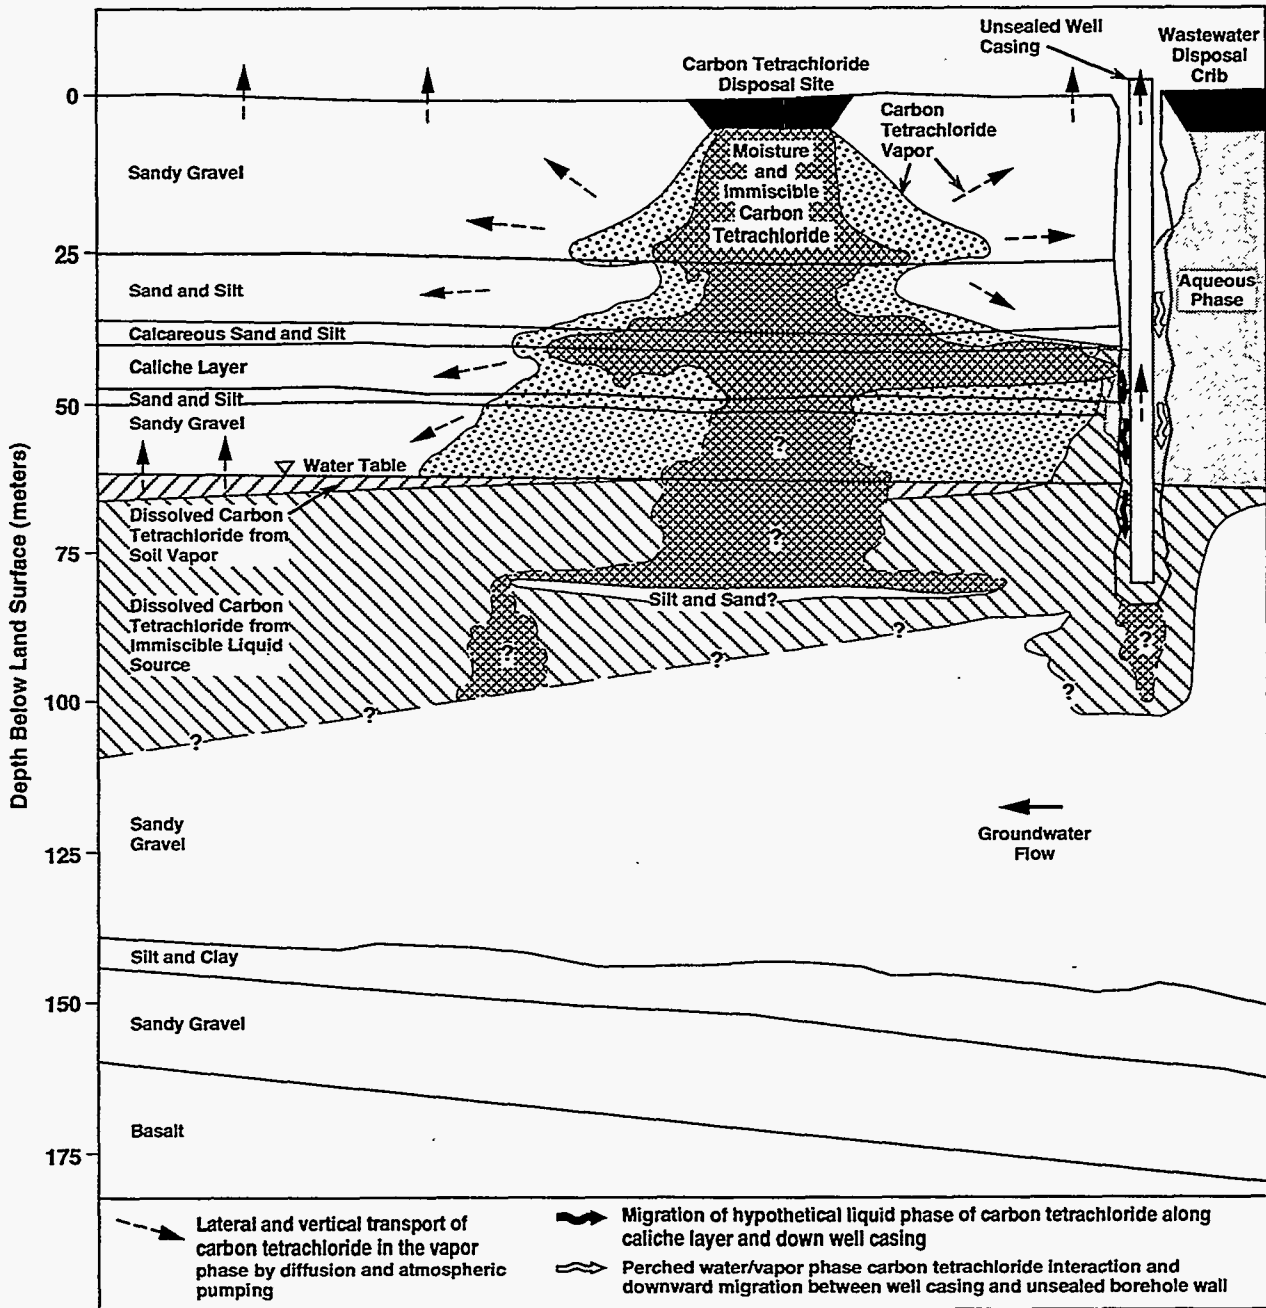 Unsealed Well
Casing
Wastewater
Disposal
Crib
Carbon Tetrachloride
Disposal Site
Carbon
Tetrachloride
Vapor
0
Sandy Gravel
Moisture
and
Immiscible
Carbon
Tetrachloride
25
Sand and Silt
Aqueous
Phase
Calcareous Sand and Silt
Caliche Layer
Sand and Silt
50
Sandy Gravel
?
Water Table
Dissolved Carbon
Tetrachloride from
Soil Vapor
?
75
Silt and Sand?
Dissolved Carbon
Tetrachloride from
Immiscible Liquid
Source
?
?
?
?
?
100
?
?
Depth Below Land Surface (meters)
Sandy
Gravel
Groundwater
Flow
125
Silt and Clay
150
Sandy Gravel
Basalt
175
Lateral and vertical transport of
carbon tetrachloride in the vapor
phase by diffusion and atmospheric
pumping
Migration of hypothetical liquid phase of carbon tetrachloride along
caliche layer and down well casing
Perched water/vapor phase carbon tetrachloride interaction and
downward migration between well casing and unsealed borehole wall